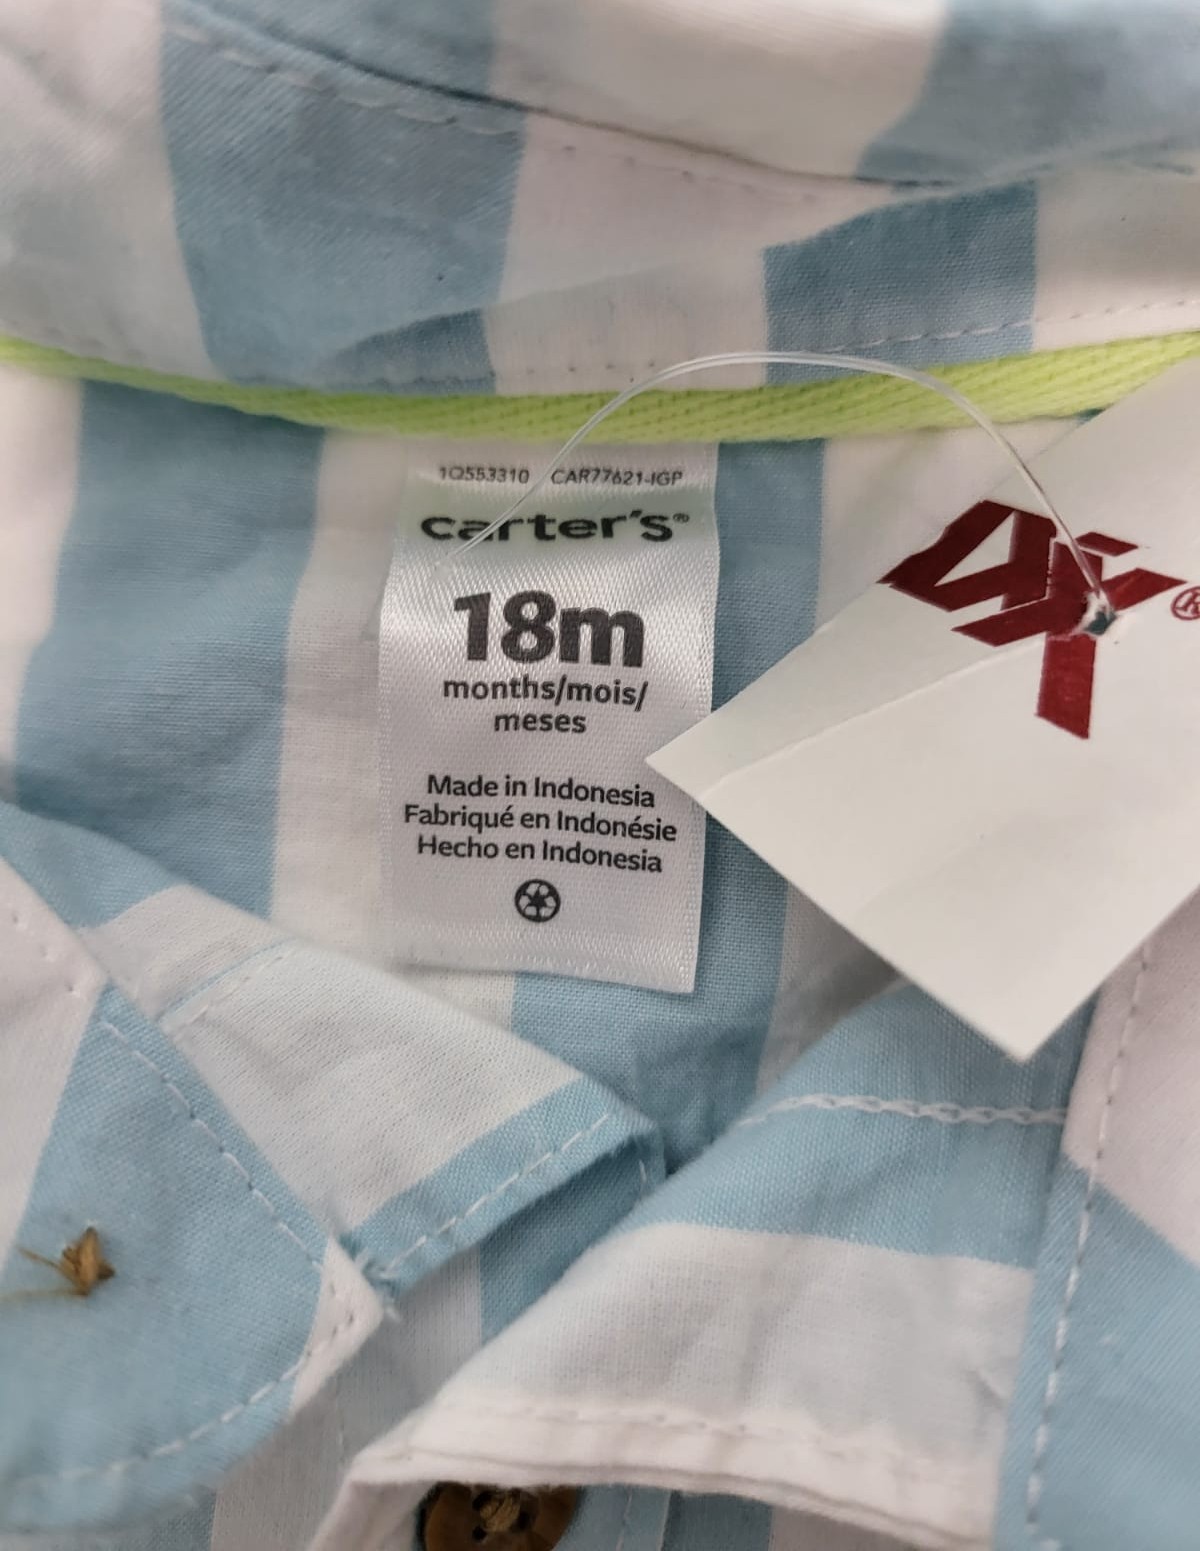 1Q553310 CAR77621-IGP
carter's®
18m
months/mois/
meses
Made in Indonesia
Fabriqué en Indonésie
Hecho en Indonesia
®